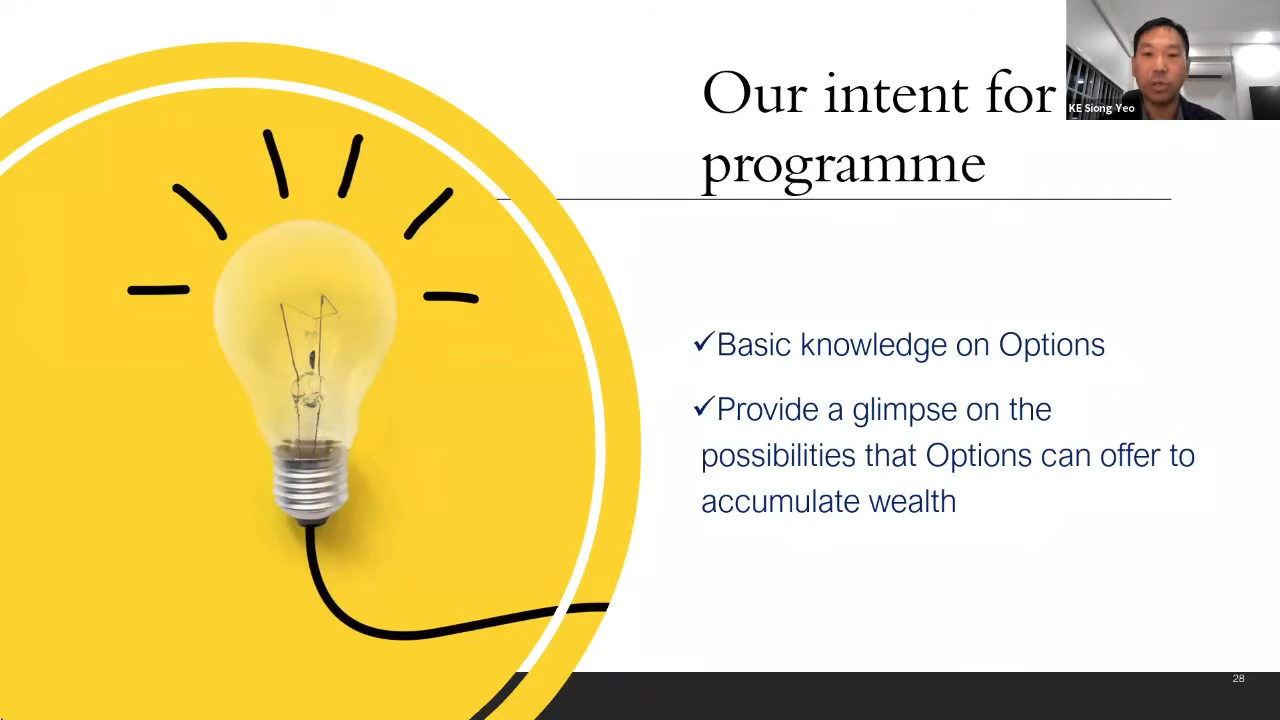 Our intent for
programme
KE Siong Yeo
✓Basic knowledge on Options
✓Provide a glimpse on the
possibilities that Options can offer to
accumulate wealth
28